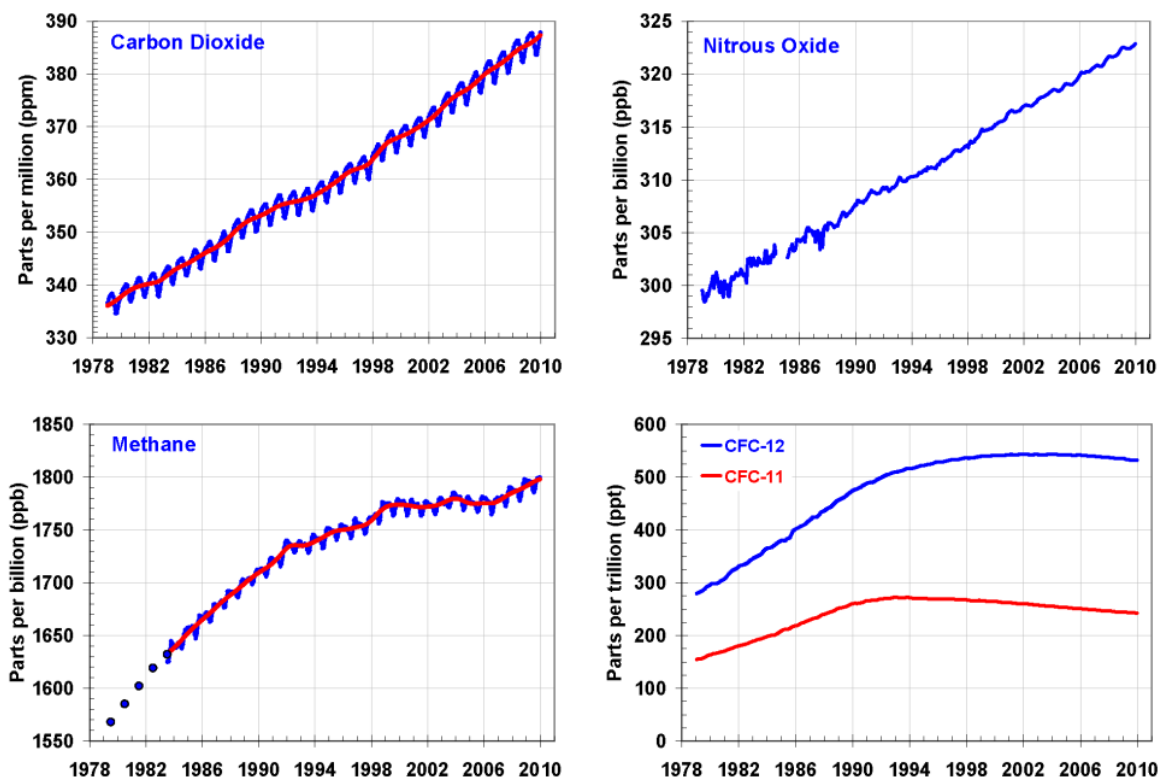 Carbon Dioxide
Parts per million (ppm)
390
380
370
360
350
340
330
1978 1982 1986 1990 1994 1998 2002 2006 2010
Nitrous Oxide
Parts per billion (ppb)
325
320
315
310
305
300
295
1978 1982 1986 1990 1994 1998 2002 2006 2010
Methane
Parts per billion (ppb)
1850
1800
1750
1700
1650
1600
1550
1978 1982 1986 1990 1994 1998 2002 2006 2010
CFC-12
CFC-11
Parts per trillion (ppt)
600
500
400
300
200
100
0
1978 1982 1986 1990 1994 1998 2002 2006 2010